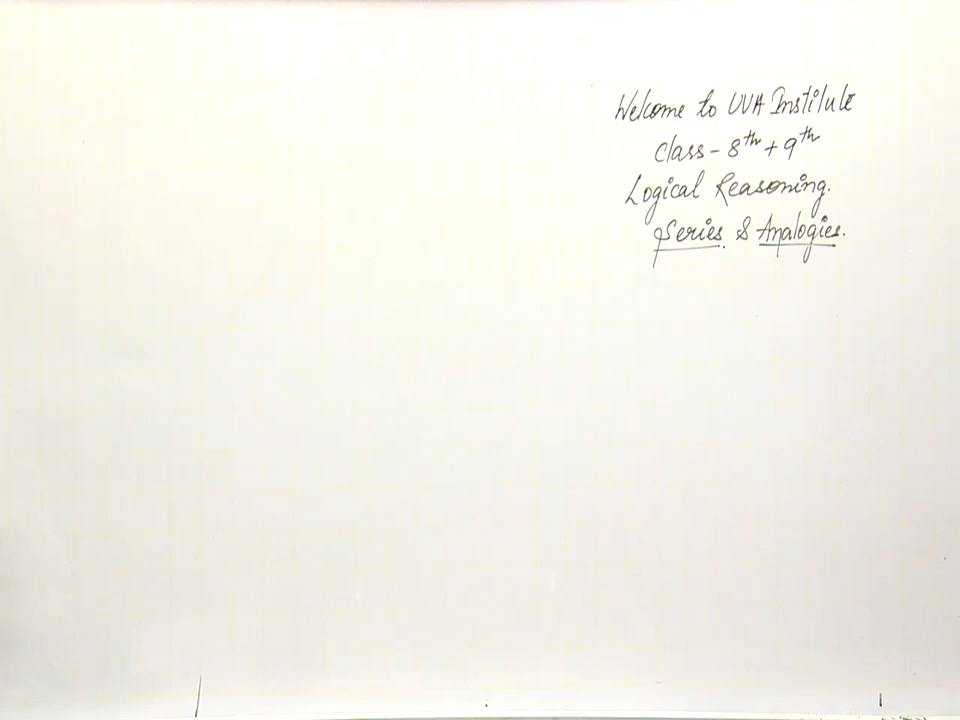 Welcome to UVA Institute
Class - 8th + 9th
Logical Reasoning.
Series & Analogies.